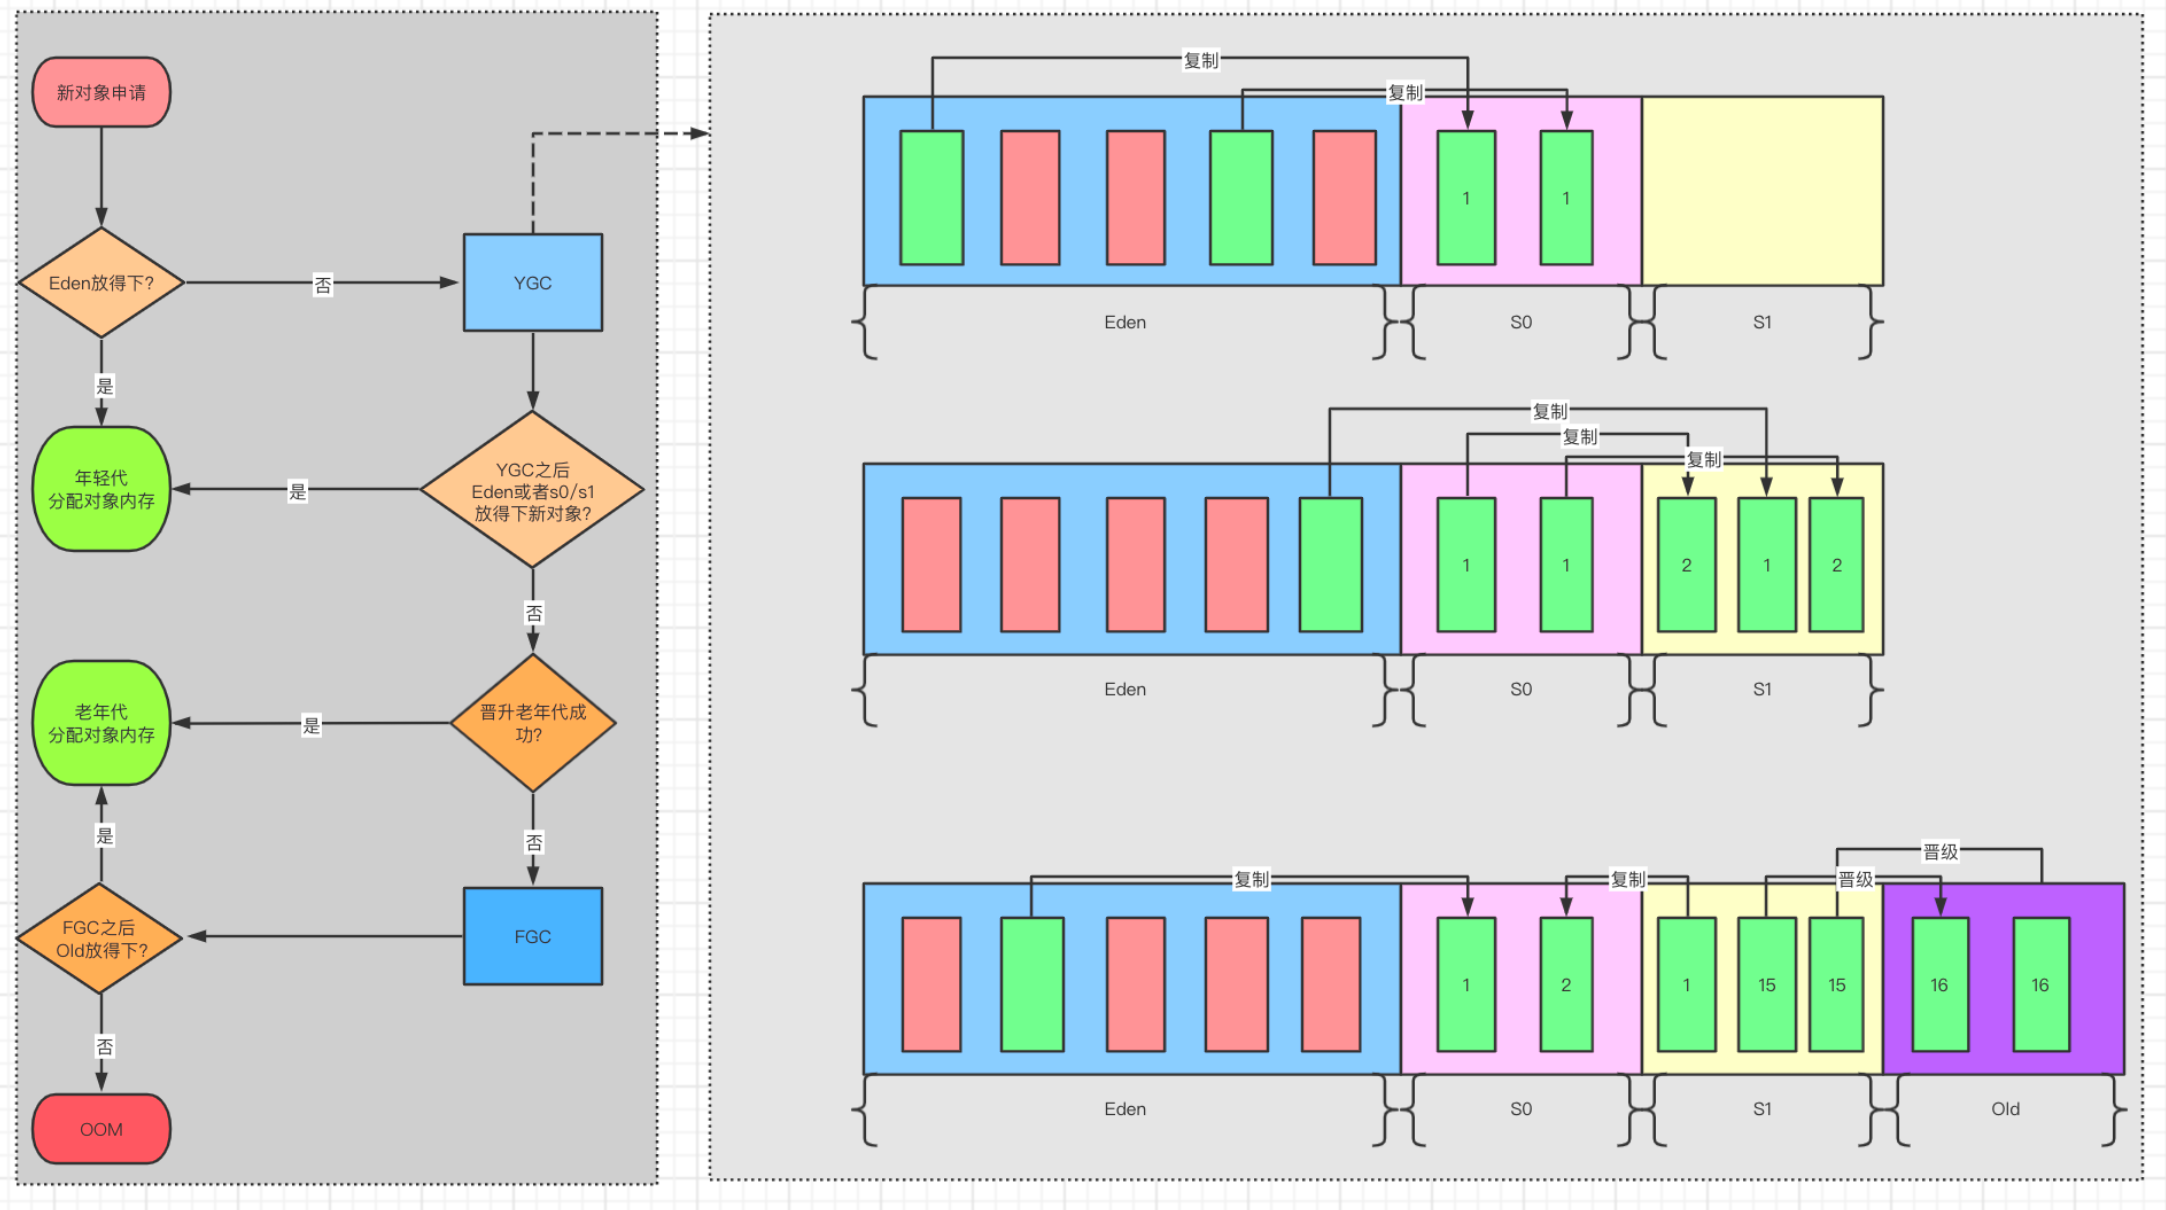 新对象申请
Eden放得下?
否
YGC
是
年轻代
分配对象内存
是
YGC之后
Eden或者s0/s1
放得下新对象?
否
老年代
分配对象内存
是
晋升老年代成
功?
是
否
FGC之后
Old放得下?
FGC
否
OOM
复制
复制
1
1
Eden
S0
S1
复制
复制
复制
1
1
2
1
2
Eden
S0
S1
晋级
复制
复制
晋级
1
2
1
15
15
16
16
Eden
S0
S1
Old